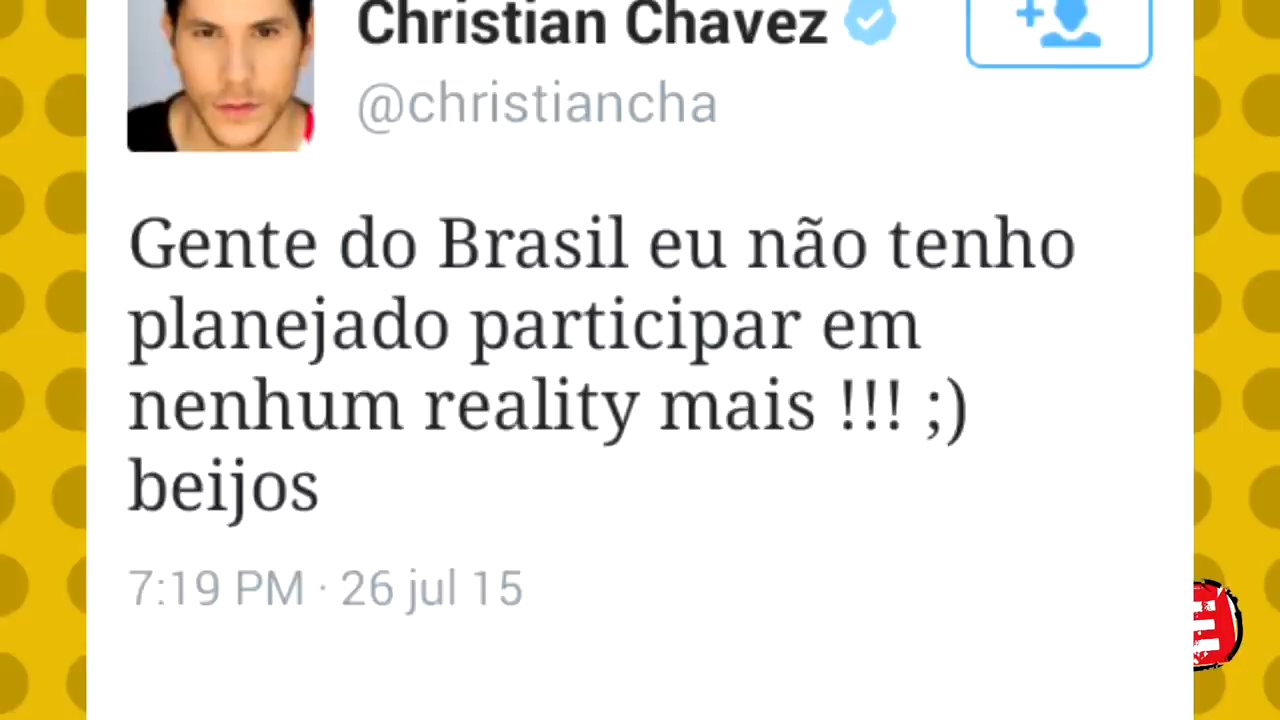 Christian Chavez
@christiancha
Gente do Brasil eu não tenho
planejado participar em
nenhum reality mais !!! ;)
beijos
7:19 PM · 26 jul 15